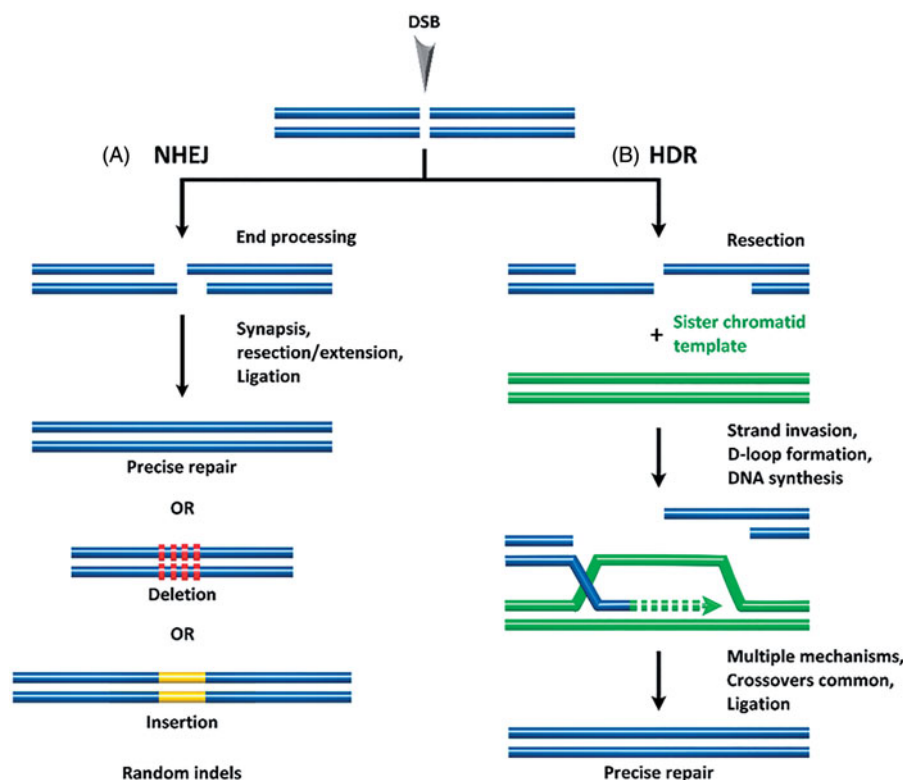 DSB
(A) NHEJ
End processing
Synapsis,
resection/extension,
Ligation
Precise repair
OR
Deletion
OR
Insertion
Random indels
(B) HDR
Resection
+ Sister chromatid
template
Strand invasion,
D-loop formation,
DNA synthesis
Multiple mechanisms,
Crossovers common,
Ligation
Precise repair